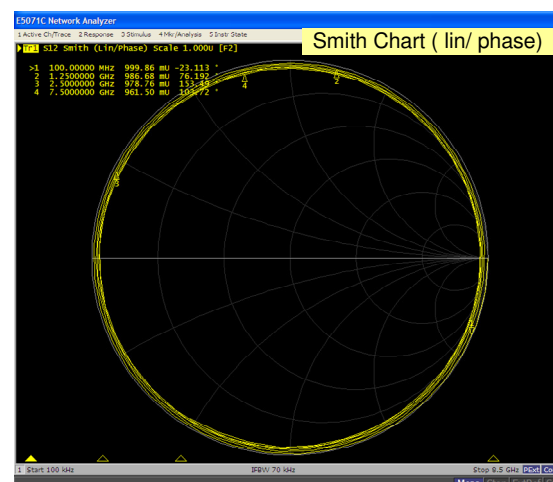 E5071C Network Analyzer
1 Active Ch/Trace 2 Response 3 Stimulus 4 Mkr/Analysis 5 Instr State
Smith Chart ( lin/ phase)
Tr1 S12 Smith (Lin/Phase) Scale 1.000U [F2]
>1 100.00000 MHz 999.86 mU -23.113 °
2 1.2500000 GHz 986.68 mU 76.192 °
3 2.5000000 GHz 978.76 mU 153.49 °
4 7.5000000 GHz 961.50 mU 103.72 °
4
2
3
1 Start 100 kHz IFBW 70 kHz Stop 8.5 GHz PExt